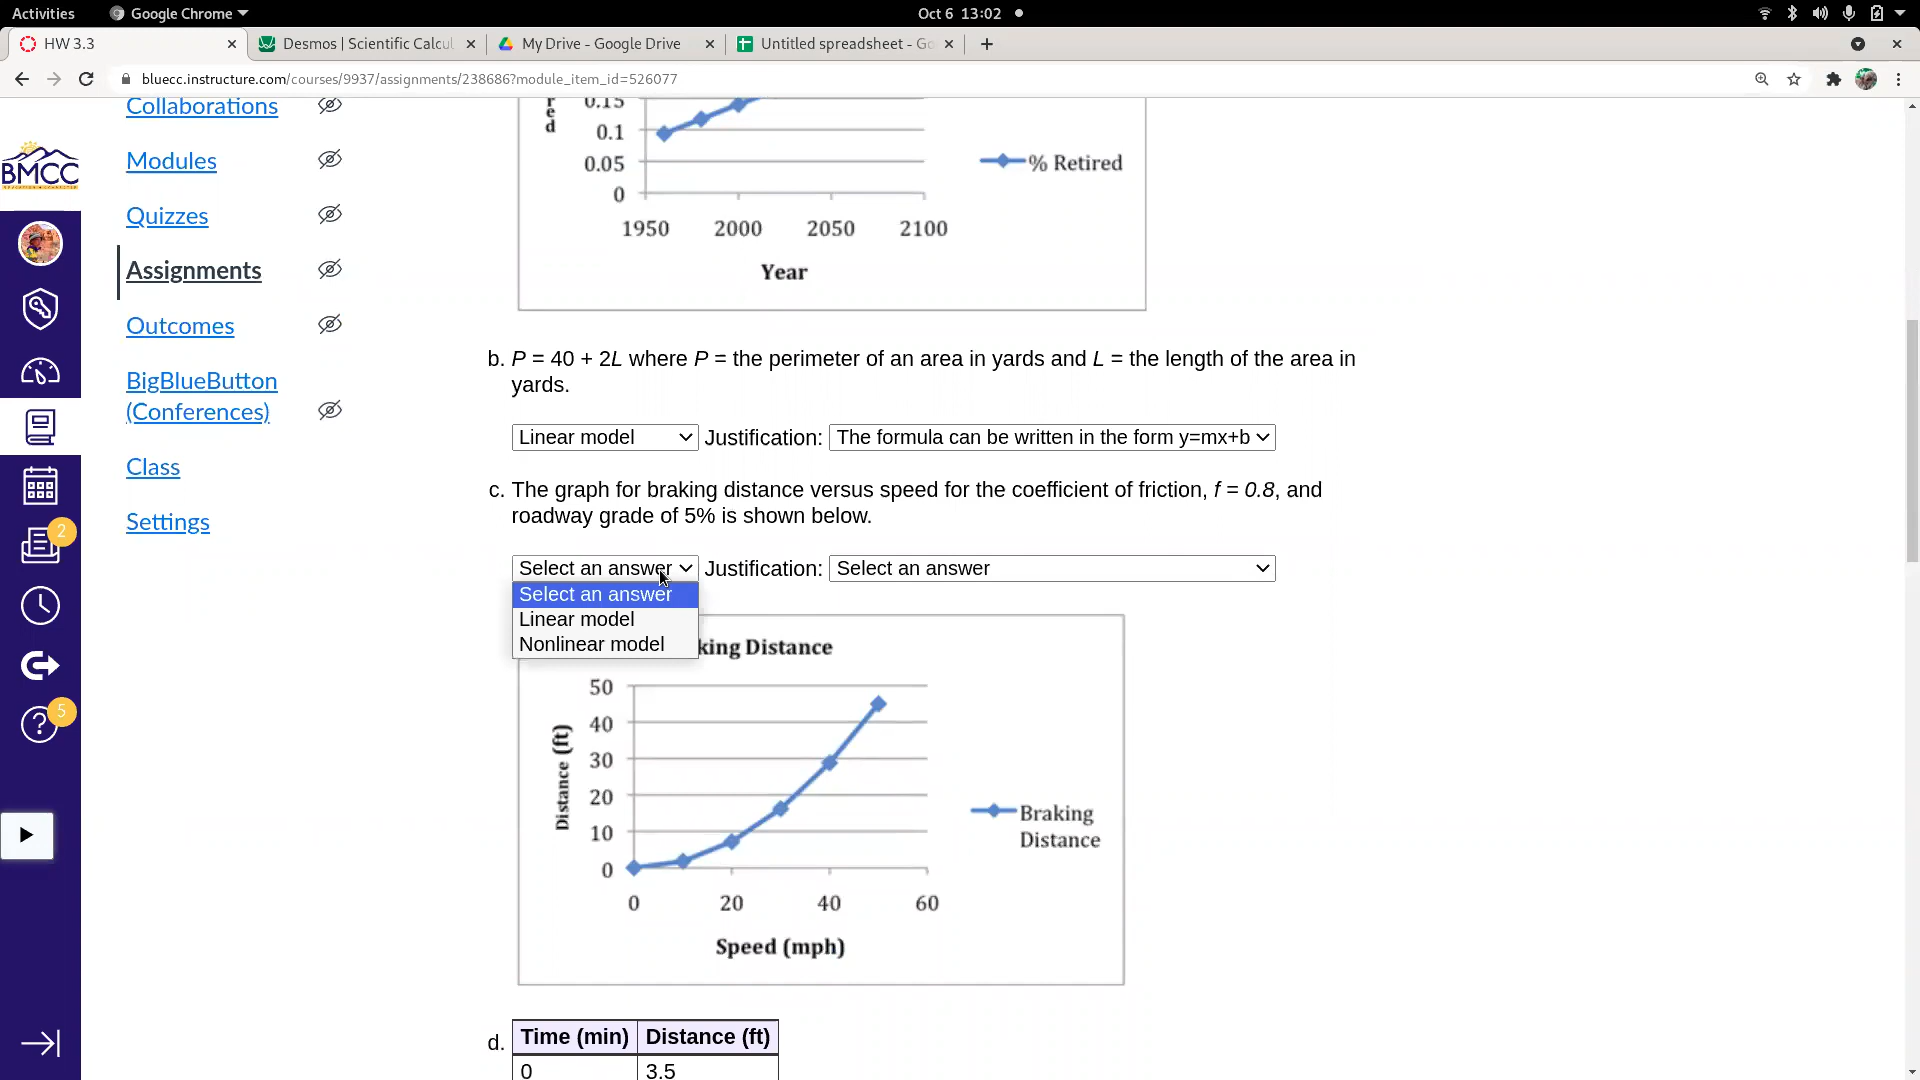 Activities
Google Chrome
Oct 6 13:02
HW 3.3
Desmos | Scientific Calcul
My Drive - Google Drive
Untitled spreadsheet - Go
bluecc.instructure.com/courses/9937/assignments/238686?module_item_id=526077
BMCC
Collaborations
Modules
Quizzes
Assignments
Outcomes
BigBlueButton
(Conferences)
Class
Settings
2
5
red
0.15
0.1
0.05
0
1950
2000
2050
2100
% Retired
Year
b. P = 40 + 2L where P = the perimeter of an area in yards and L = the length of the area in
yards.
Linear model Justification: The formula can be written in the form y=mx+b
c. The graph for braking distance versus speed for the coefficient of friction, f = 0.8, and
roadway grade of 5% is shown below.
Select an answer Justification: Select an answer
Select an answer
Linear model
Nonlinear model
king Distance
50
40
30
20
10
0
Distance (ft)
0
20
40
60
Speed (mph)
Braking
Distance
d. Time (min) Distance (ft)
0 3.5